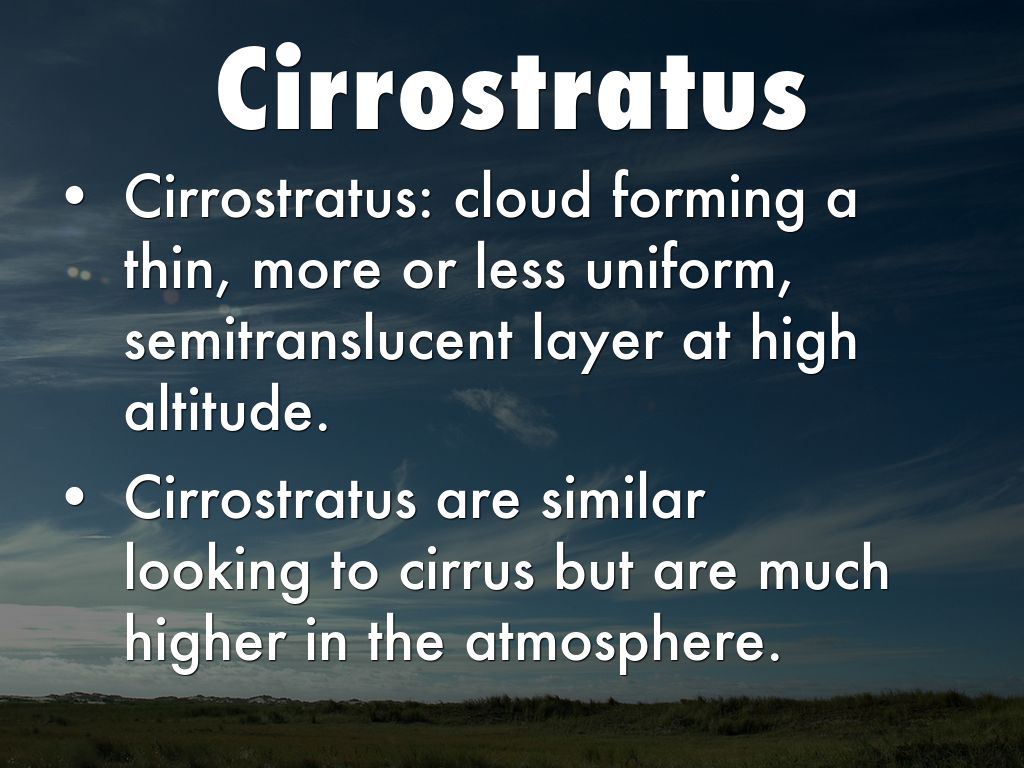 Cirrostratus
• Cirrostratus: cloud forming a
thin, more or less uniform,
semitranslucent layer at high
altitude.
• Cirrostratus are similar
looking to cirrus but are much
higher in the atmosphere.